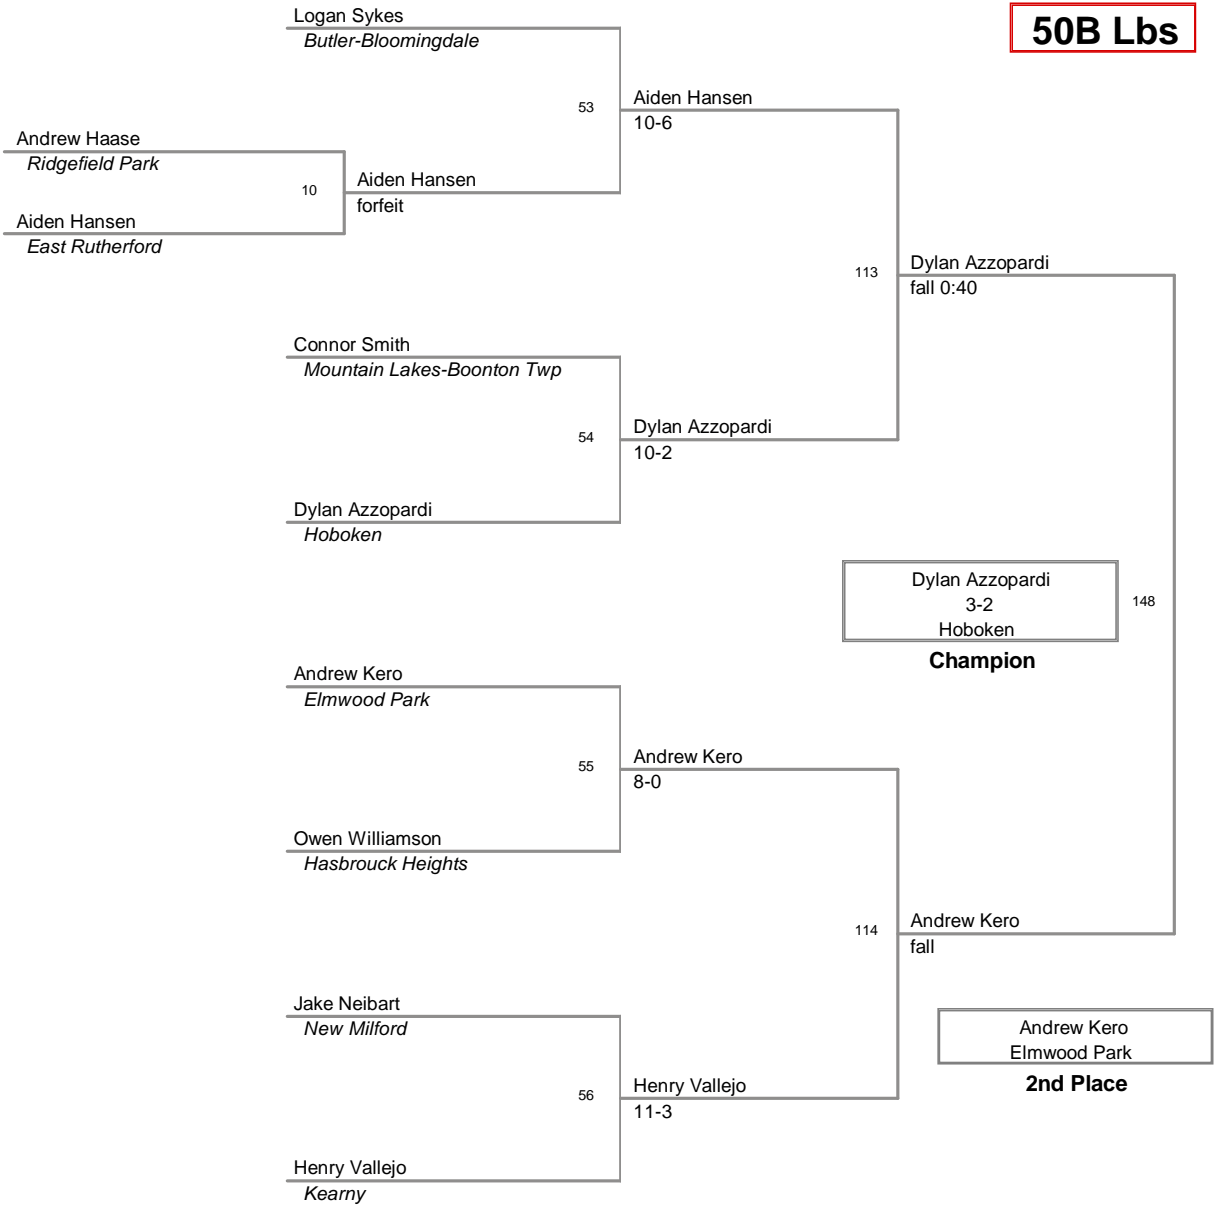 50B Lbs
Logan Sykes
Butler-Bloomingdale
53
Aiden Hansen
10-6
Andrew Haase
Ridgefield Park
10
Aiden Hansen
forfeit
Aiden Hansen
East Rutherford
113
Dylan Azzopardi
fall 0:40
Connor Smith
Mountain Lakes-Boonton Twp
54
Dylan Azzopardi
10-2
Dylan Azzopardi
Hoboken
Dylan Azzopardi
3-2
Hoboken
148
Champion
Andrew Kero
Elmwood Park
55
Andrew Kero
8-0
Owen Williamson
Hasbrouck Heights
114
Andrew Kero
fall
Jake Neibart
New Milford
Andrew Kero
Elmwood Park
2nd Place
56
Henry Vallejo
11-3
Henry Vallejo
Kearny